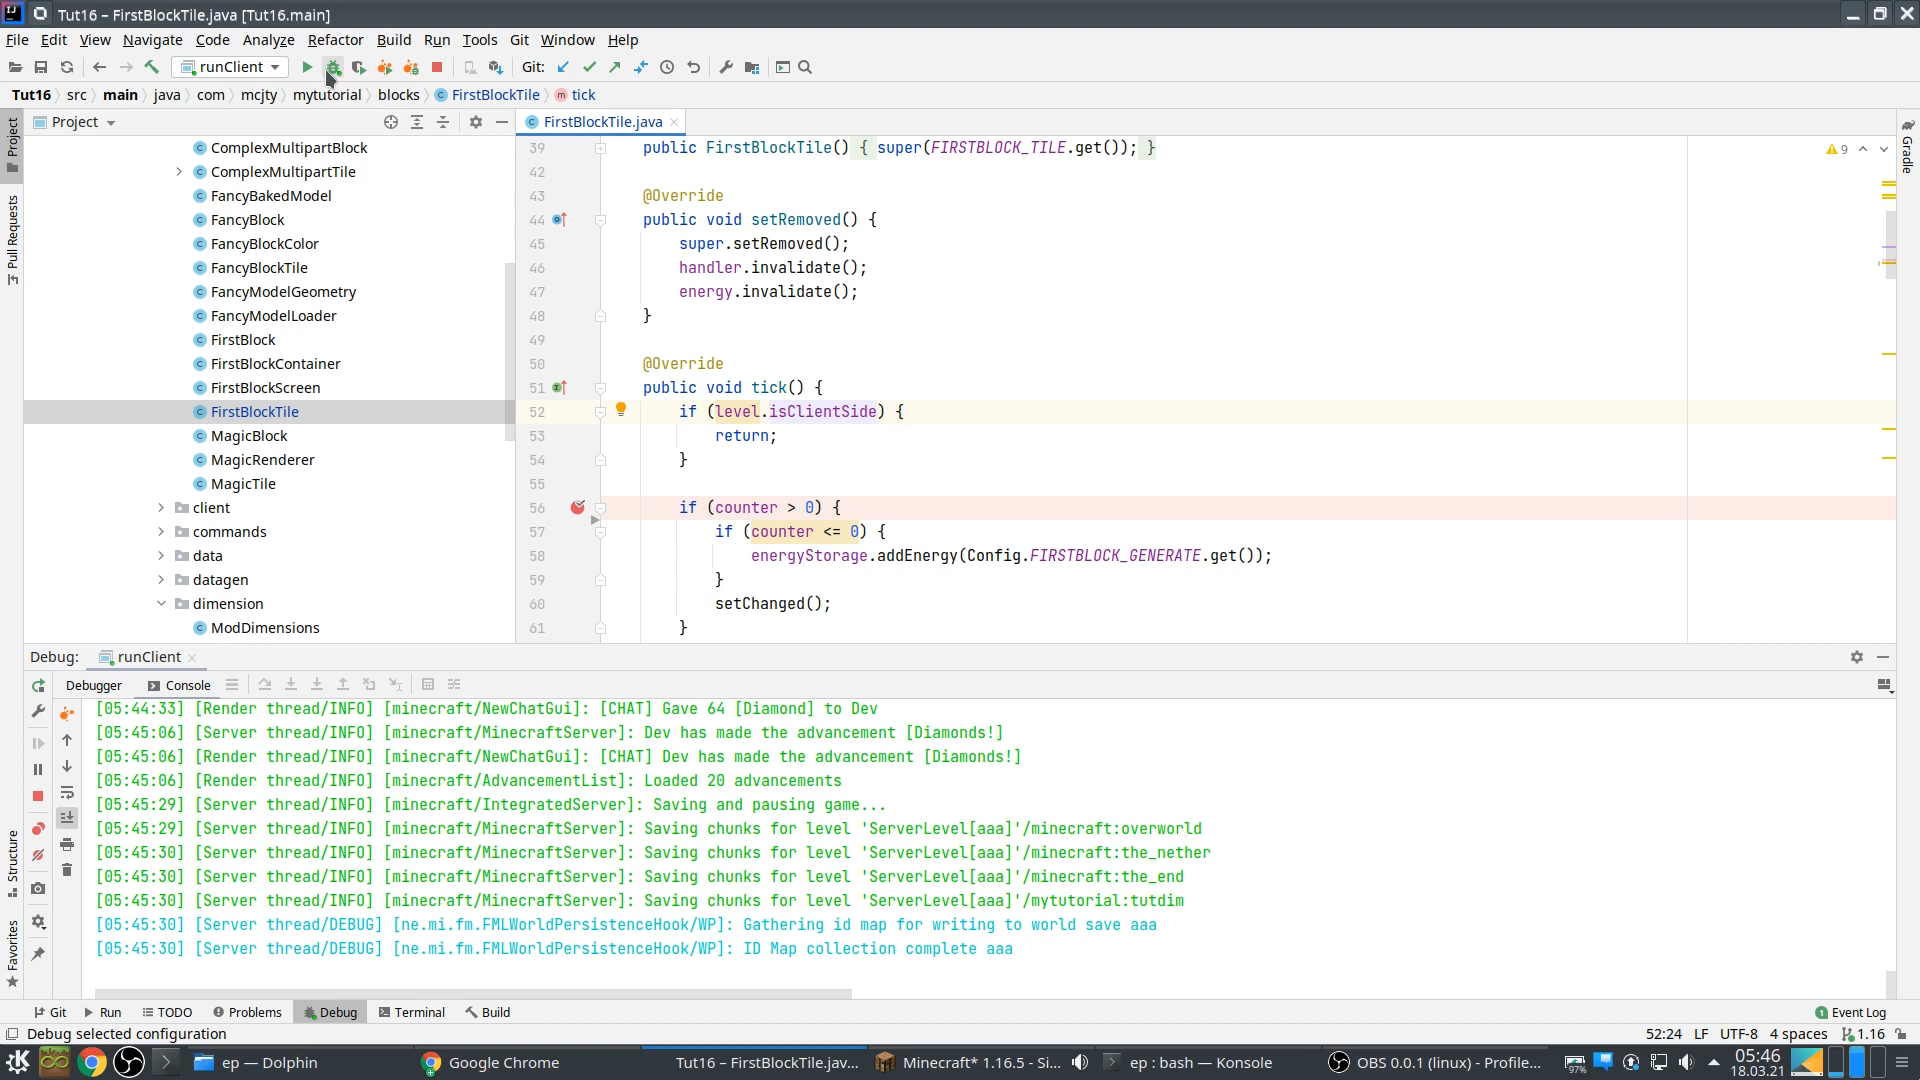 Tut16 – FirstBlockTile.java [Tut16.main]
File Edit View Navigate Code Analyze Refactor Build Run Tools Git Window Help
runClient Git:
Tut16 src main java com mcjty mytutorial blocks FirstBlockTile tick
Project
FirstBlockTile.java
Project
Pull Requests
Structure
Favorites
Gradle
ComplexMultipartBlock
ComplexMultipartTile
FancyBakedModel
FancyBlock
FancyBlockColor
FancyBlockTile
FancyModelGeometry
FancyModelLoader
FirstBlock
FirstBlockContainer
FirstBlockScreen
FirstBlockTile
MagicBlock
MagicRenderer
MagicTile
client
commands
data
datagen
dimension
ModDimensions
9
39 public FirstBlockTile() { super(FIRSTBLOCK_TILE.get()); }
42
43 @Override
44 public void setRemoved() {
45 super.setRemoved();
46 handler.invalidate();
47 energy.invalidate();
48 }
49
50 @Override
51 public void tick() {
52 if (level.isClientSide) {
53 return;
54 }
55
56 if (counter > 0) {
57 if (counter <= 0) {
58 energyStorage.addEnergy(Config.FIRSTBLOCK_GENERATE.get());
59 }
60 setChanged();
61 }
Debug: runClient
Debugger Console
[05:44:33] [Render thread/INFO] [minecraft/NewChatGui]: [CHAT] Gave 64 [Diamond] to Dev
[05:45:06] [Server thread/INFO] [minecraft/MinecraftServer]: Dev has made the advancement [Diamonds!]
[05:45:06] [Render thread/INFO] [minecraft/NewChatGui]: [CHAT] Dev has made the advancement [Diamonds!]
[05:45:06] [Render thread/INFO] [minecraft/AdvancementList]: Loaded 20 advancements
[05:45:29] [Server thread/INFO] [minecraft/IntegratedServer]: Saving and pausing game...
[05:45:29] [Server thread/INFO] [minecraft/MinecraftServer]: Saving chunks for level 'ServerLevel[aaa]'/minecraft:overworld
[05:45:30] [Server thread/INFO] [minecraft/MinecraftServer]: Saving chunks for level 'ServerLevel[aaa]'/minecraft:the_nether
[05:45:30] [Server thread/INFO] [minecraft/MinecraftServer]: Saving chunks for level 'ServerLevel[aaa]'/minecraft:the_end
[05:45:30] [Server thread/INFO] [minecraft/MinecraftServer]: Saving chunks for level 'ServerLevel[aaa]'/mytutorial:tutdim
[05:45:30] [Server thread/DEBUG] [ne.mi.fm.FMLWorldPersistenceHook/WP]: Gathering id map for writing to world save aaa
[05:45:30] [Server thread/DEBUG] [ne.mi.fm.FMLWorldPersistenceHook/WP]: ID Map collection complete aaa
Git Run TODO Problems Debug Terminal Build 1 Event Log
Debug selected configuration 52:24 LF UTF-8 4 spaces 1.16
ep — Dolphin Google Chrome Tut16 – FirstBlockTile.jav... Minecraft* 1.16.5 - Si... ep : bash — Konsole OBS 0.0.1 (linux) - Profile... 97% 05:46
18.03.21